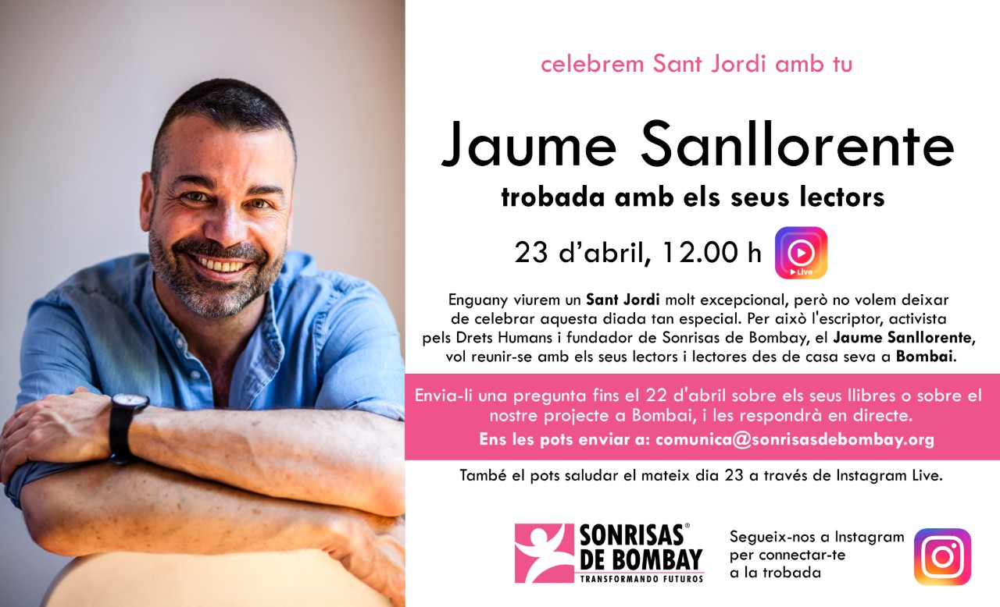 celebrem Sant Jordi amb tu
Jaume Sanllorente
trobada amb els seus lectors
23 d'abril, 12.00 h
Live
Enguany viurem un Sant Jordi molt excepcional, però no volem deixar
de celebrar aquesta diada tan especial. Per això l'escriptor, activista
pels Drets Humans i fundador de Sonrisas de Bombay, el Jaume Sanllorente,
vol reunir-se amb els seus lectors i lectores des de casa seva a Bombai.
Envia-li una pregunta fins el 22 d'abril sobre els seus llibres o sobre el
nostre projecte a Bombai, i les respondrà en directe.
Ens les pots enviar a: comunica@sonrisasdebombay.org
També el pots saludar el mateix dia 23 a través de Instagram Live.
SONRISAS®
DE BOMBAY
TRANSFORMANDO FUTUROS
Segueix-nos a Instagram
per connectar-te
a la trobada